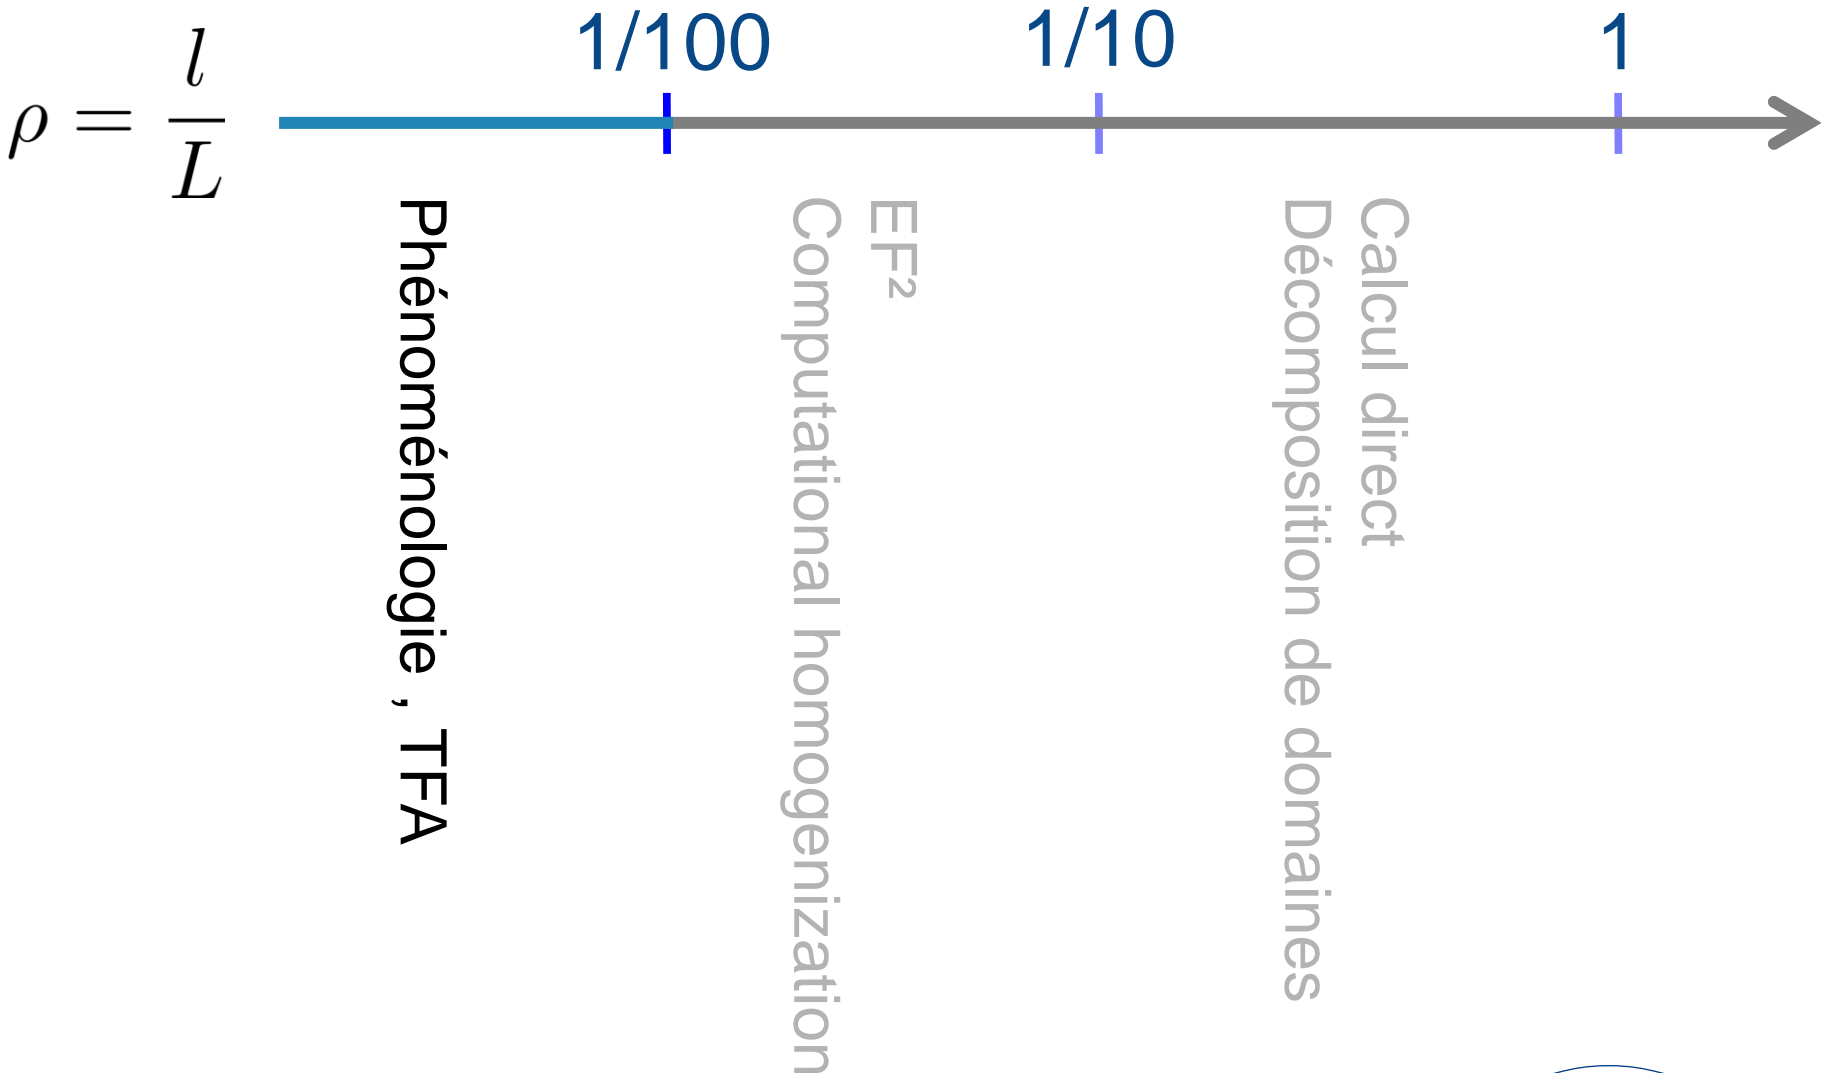 ρ = l/L
1/100
1/10
1
Phénoménologie , TFA
EF²
Computational homogenization
Calcul direct
Décomposition de domaines